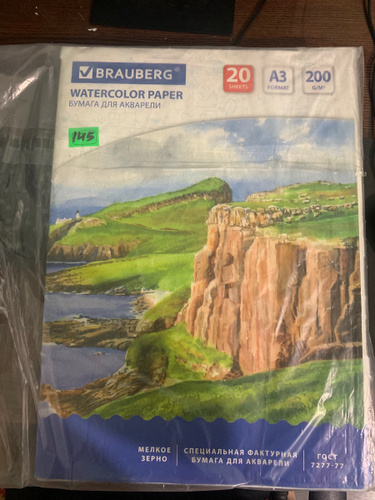 BRAUBERG
WATERCOLOR PAPER
БУМАГА ДЛЯ АКВАРЕЛИ
20
SHEETS
A3
FORMAT
200
G/M²
145
МЕЛКОЕ
ЗЕРНО
СПЕЦИАЛЬНАЯ ФАКТУРНАЯ
БУМАГА ДЛЯ АКВАРЕЛИ
ГОСТ
7277-77